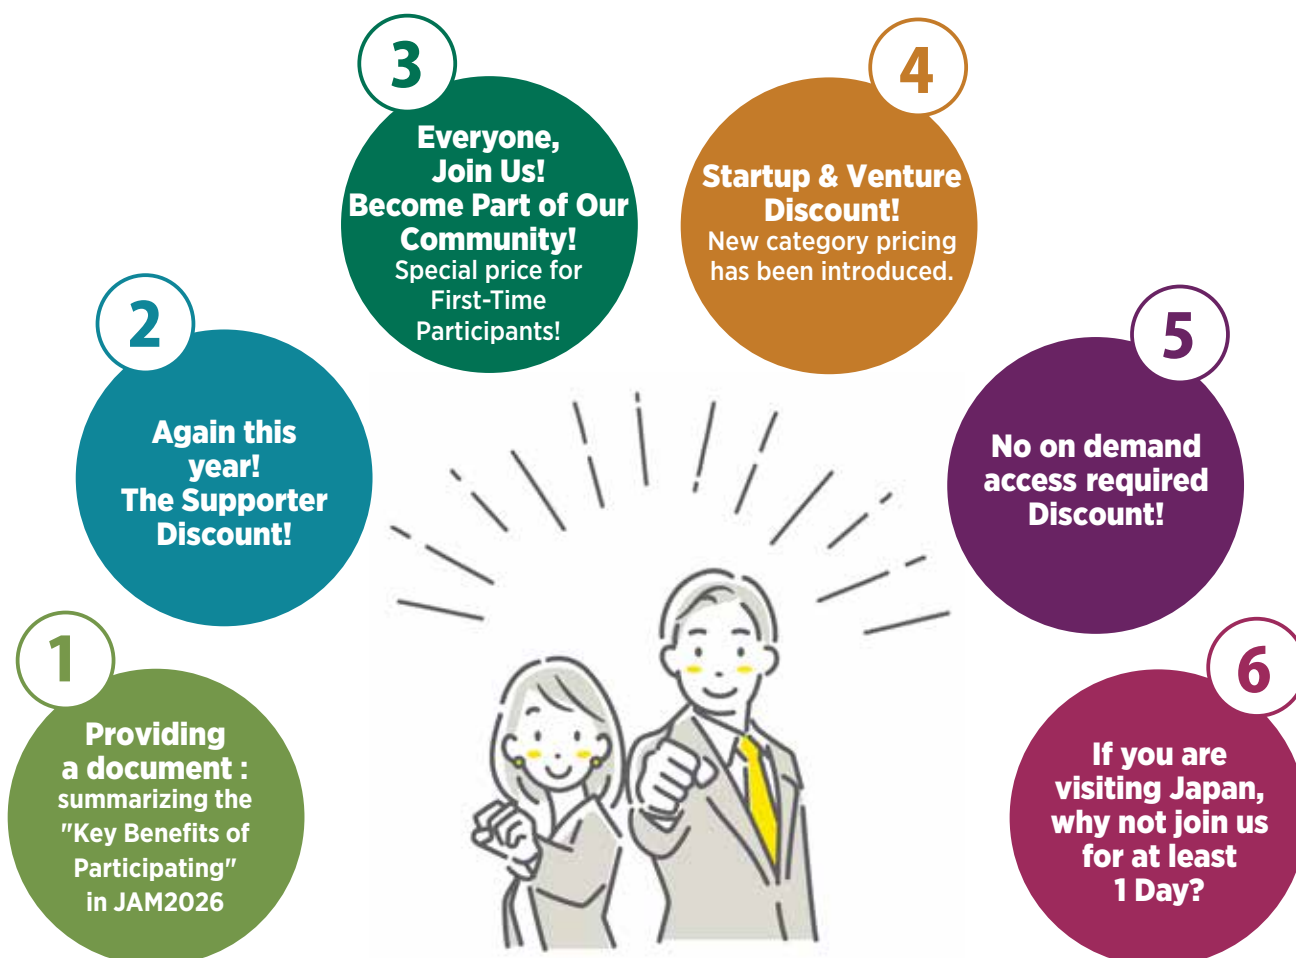 1
Providing
a document :
summarizing the
"Key Benefits of
Participating"
in JAM2026
2
Again this
year!
The Supporter
Discount!
3
Everyone,
Join Us!
Become Part of Our
Community!
Special price for
First-Time
Participants!
4
Startup & Venture
Discount!
New category pricing
has been introduced.
5
No on demand
access required
Discount!
6
If you are
visiting Japan,
why not join us
for at least
1 Day?